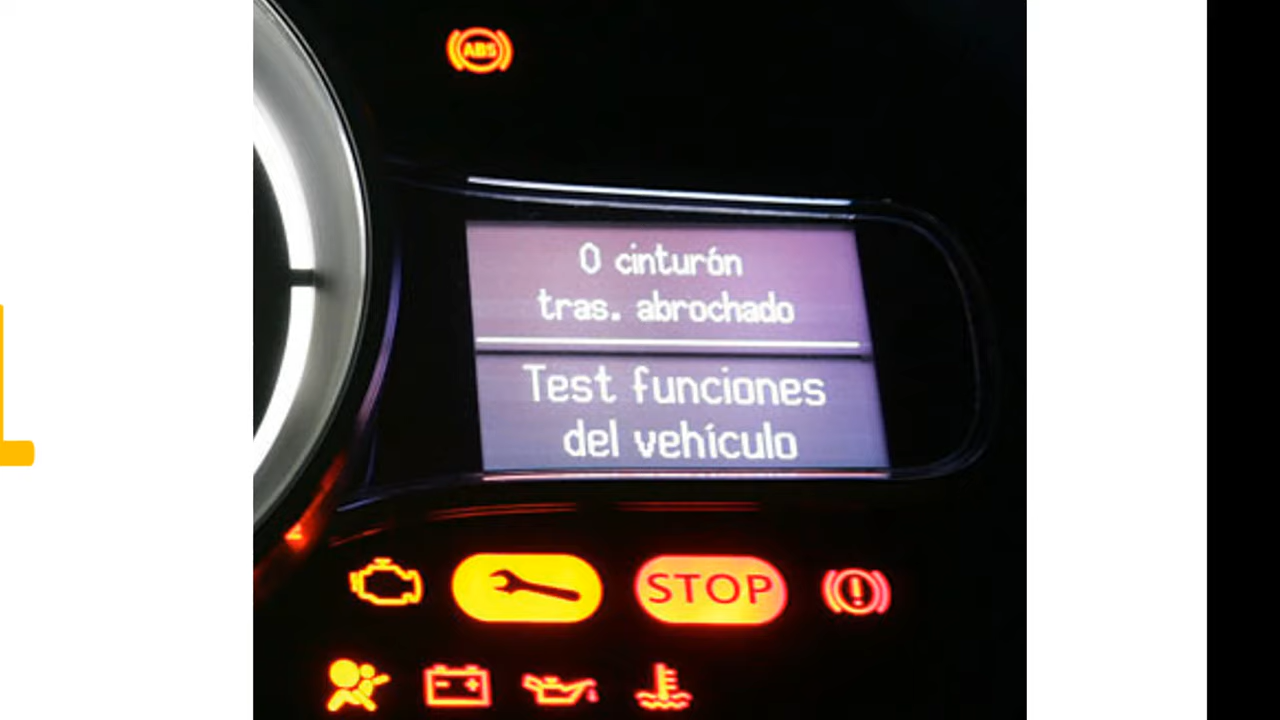 ABS
0 cinturón
tras. abrochado
Test funciones
del vehículo
STOP